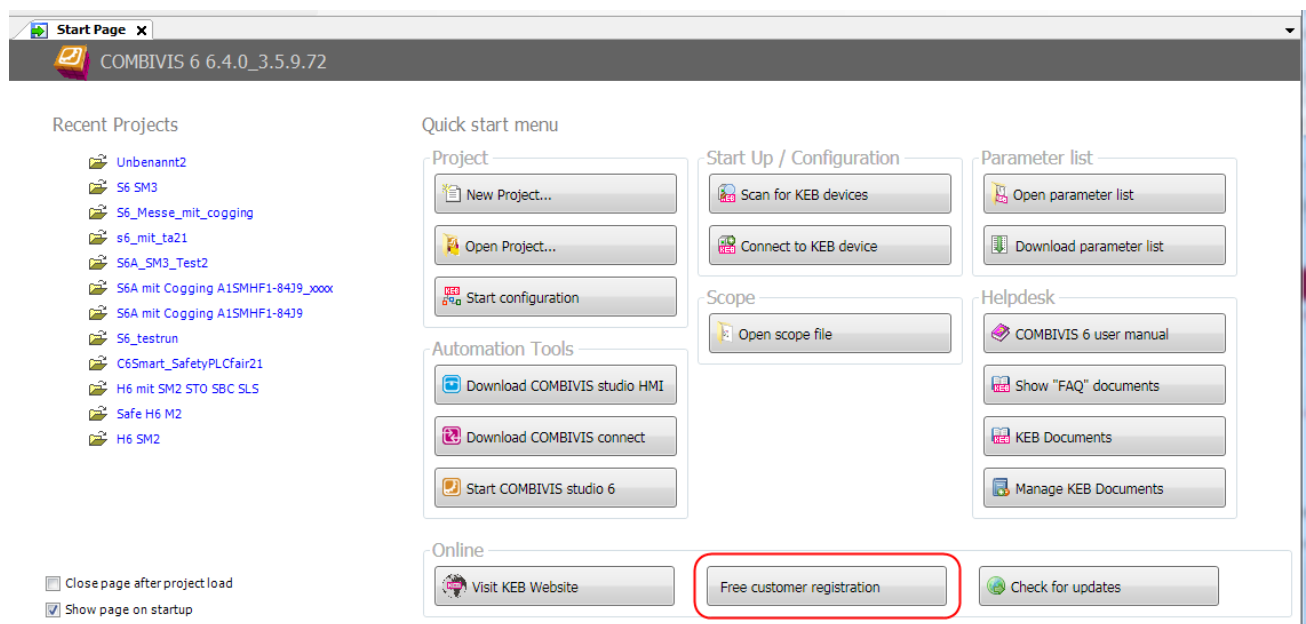 Start Page X
COMBIVIS 6 6.4.0_3.5.9.72
Recent Projects
Unbenannt2
S6 SM3
S6_Messe_mit_cogging
s6_mit_ta21
S6A_SM3_Test2
S6A mit Cogging A1SMHF1-84J9_xxxx
S6A mit Cogging A1SMHF1-84J9
S6_testrun
C6Smart_SafetyPLCfair21
H6 mit SM2 STO SBC SLS
Safe H6 M2
H6 SM2
Close page after project load
Show page on startup
Quick start menu
Project
New Project...
Open Project...
Start configuration
Automation Tools
Download COMBIVIS studio HMI
Download COMBIVIS connect
Start COMBIVIS studio 6
Start Up / Configuration
Scan for KEB devices
Connect to KEB device
Scope
Open scope file
Parameter list
Open parameter list
Download parameter list
Helpdesk
COMBIVIS 6 user manual
Show "FAQ" documents
KEB Documents
Manage KEB Documents
Online
Visit KEB Website
Free customer registration
Check for updates